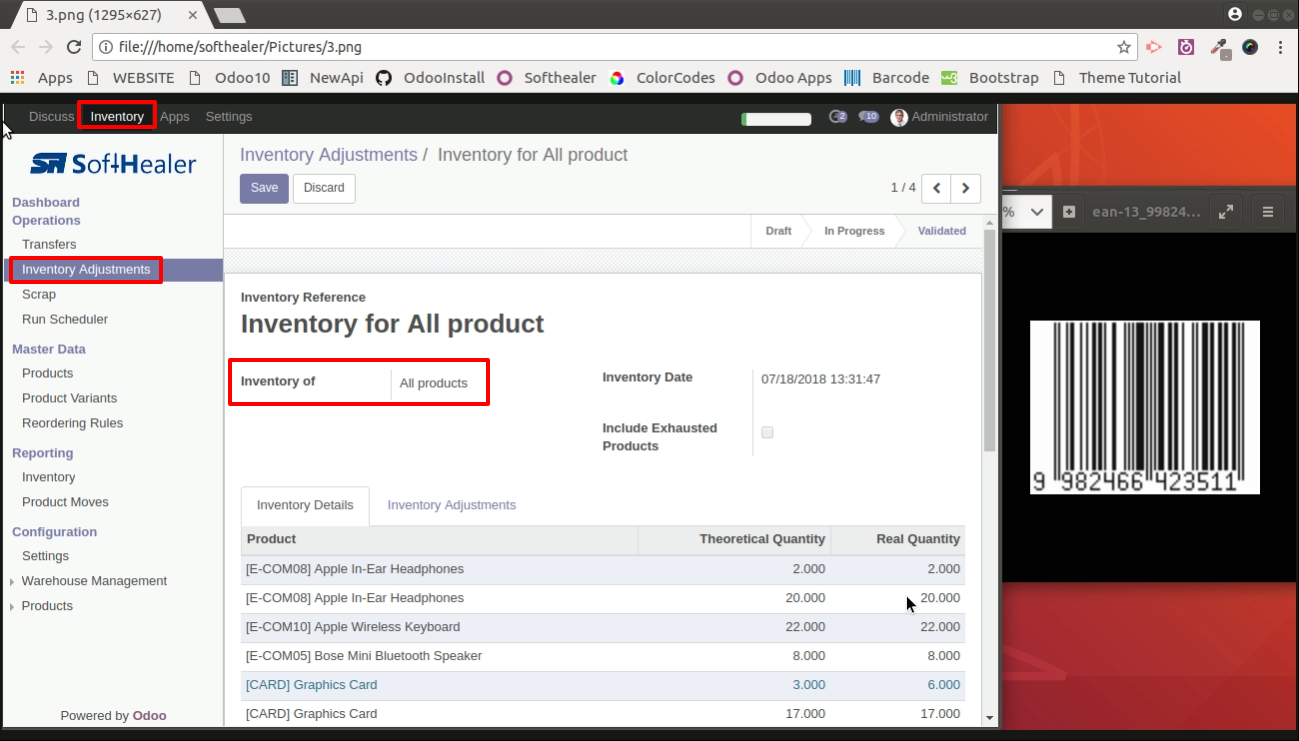 3.png (1295×627)
file:///home/softhealer/Pictures/3.png
Apps WEBSITE Odoo10 NewApi OdooInstall Softhealer ColorCodes Odoo Apps Barcode Bootstrap Theme Tutorial
Discuss Inventory Apps Settings 2 10 Administrator
SoftHealer
Dashboard
Operations
Transfers
Inventory Adjustments
Scrap
Run Scheduler
Master Data
Products
Product Variants
Reordering Rules
Reporting
Inventory
Product Moves
Configuration
Settings
Warehouse Management
Products
Powered by Odoo
Inventory Adjustments / Inventory for All product
Save Discard 1 / 4
Draft In Progress Validated
Inventory Reference
Inventory for All product
Inventory of All products
Inventory Date 07/18/2018 13:31:47
Include Exhausted
Products
Inventory Details Inventory Adjustments
Product Theoretical Quantity Real Quantity
[E-COM08] Apple In-Ear Headphones 2.000 2.000
[E-COM08] Apple In-Ear Headphones 20.000 20.000
[E-COM10] Apple Wireless Keyboard 22.000 22.000
[E-COM05] Bose Mini Bluetooth Speaker 8.000 8.000
[CARD] Graphics Card 3.000 6.000
[CARD] Graphics Card 17.000 17.000
% ean-13_99824...
9 982466 423511